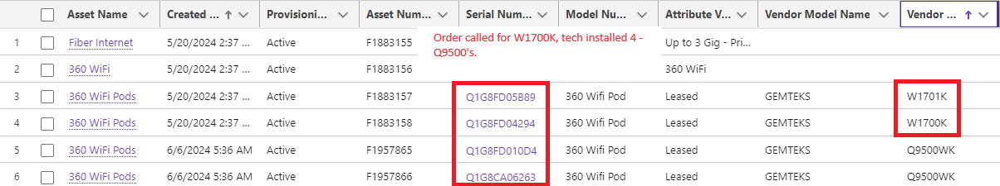 Asset Name Created ... Provisioni... Asset Num... Serial Num... Model Nu... Attribute V... Vendor Model Name Vendor ...
Order called for W1700K, tech installed 4 -
Q9500's.
1 Fiber Internet 5/20/2024 2:37 ... Active F1883155 Up to 3 Gig - Pri...
2 360 WiFi 5/20/2024 2:37 ... Active F1883156 360 WiFi
3 360 WiFi Pods 5/20/2024 2:37 ... Active F1883157 Q1G8FD05B89 360 Wifi Pod Leased GEMTEKS W1701K
4 360 WiFi Pods 5/20/2024 2:37 ... Active F1883158 Q1G8FD04294 360 Wifi Pod Leased GEMTEKS W1700K
5 360 WiFi Pods 6/6/2024 5:36 AM Active F1957865 Q1G8FD010D4 360 Wifi Pod Leased GEMTEKS Q9500WK
6 360 WiFi Pods 6/6/2024 5:36 AM Active F1957866 Q1G8CA06263 360 Wifi Pod Leased GEMTEKS Q9500WK